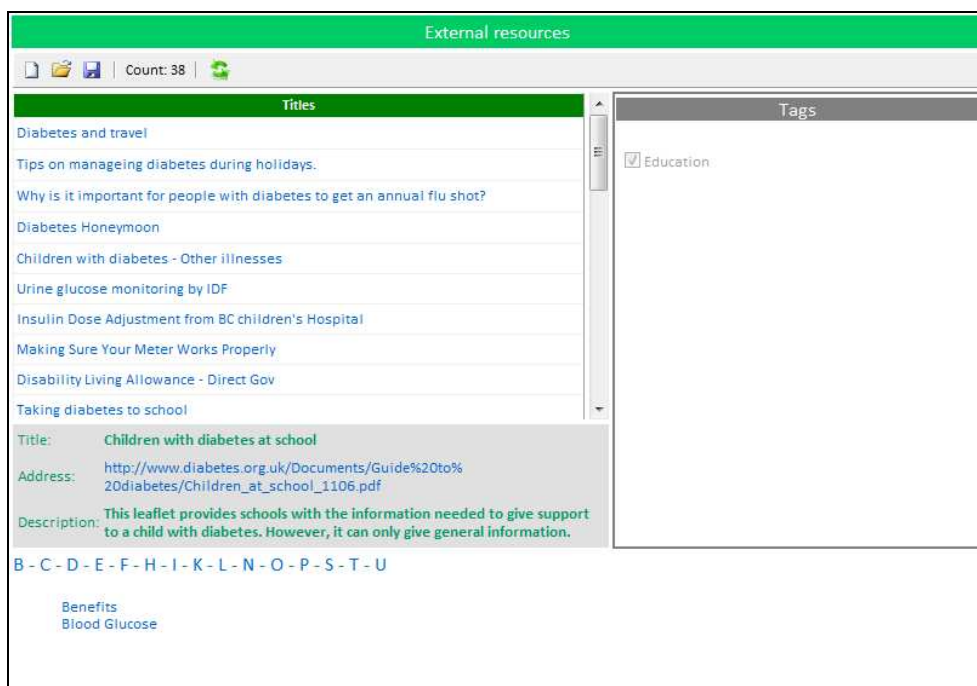 External resources
Count: 38
Titles
Diabetes and travel
Tips on manageing diabetes during holidays.
Why is it important for people with diabetes to get an annual flu shot?
Diabetes Honeymoon
Children with diabetes - Other illnesses
Urine glucose monitoring by IDF
Insulin Dose Adjustment from BC children's Hospital
Making Sure Your Meter Works Properly
Disability Living Allowance - Direct Gov
Taking diabetes to school
Tags
Education
Title: Children with diabetes at school
Address: http://www.diabetes.org.uk/Documents/Guide%20to%
20diabetes/Children_at_school_1106.pdf
Description: This leaflet provides schools with the information needed to give support
to a child with diabetes. However, it can only give general information.
B - C - D - E - F - H - I - K - L - N - O - P - S - T - U
Benefits
Blood Glucose